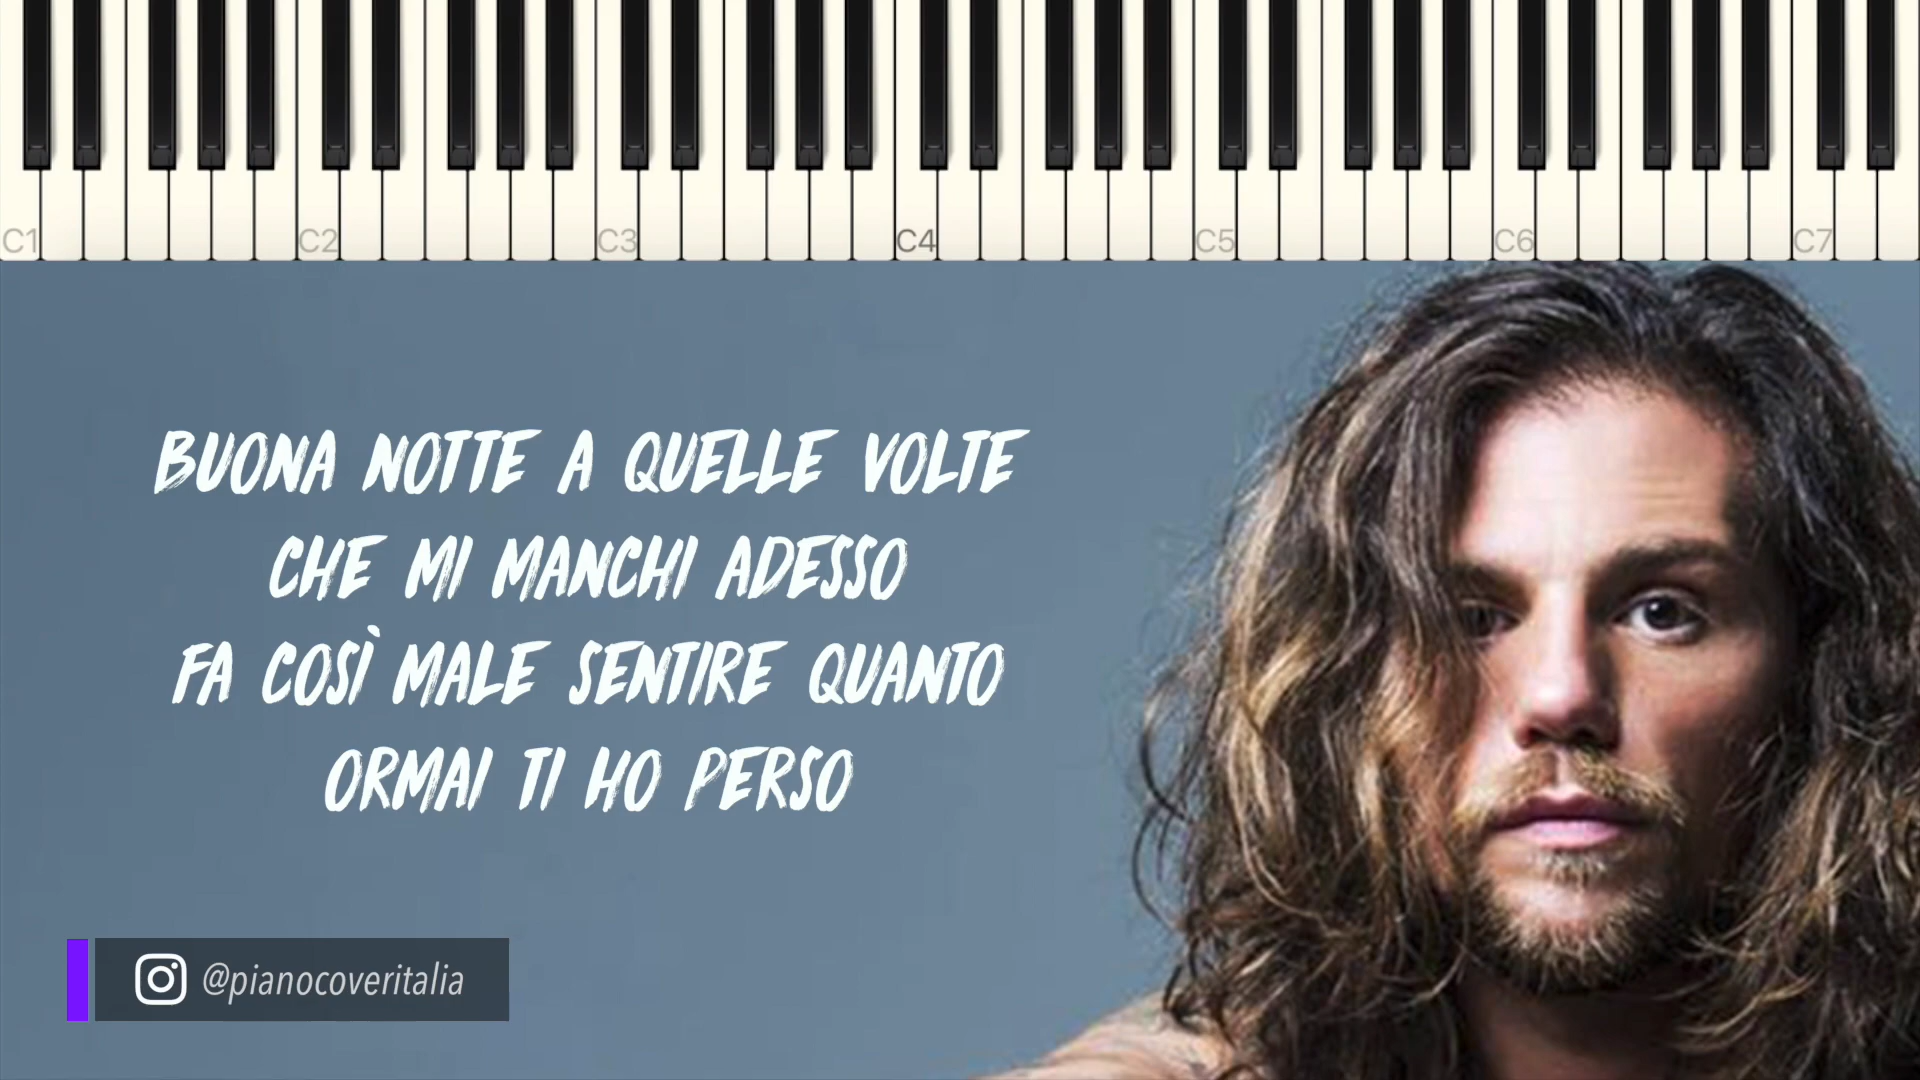 C1 C2 C3 C4 C5 C6 C7
BUONA NOTTE A QUELLE VOLTE
CHE MI MANCHI ADESSO
FA COSÌ MALE SENTIRE QUANTO
ORMAI TI HO PERSO
@pianocoveritalia